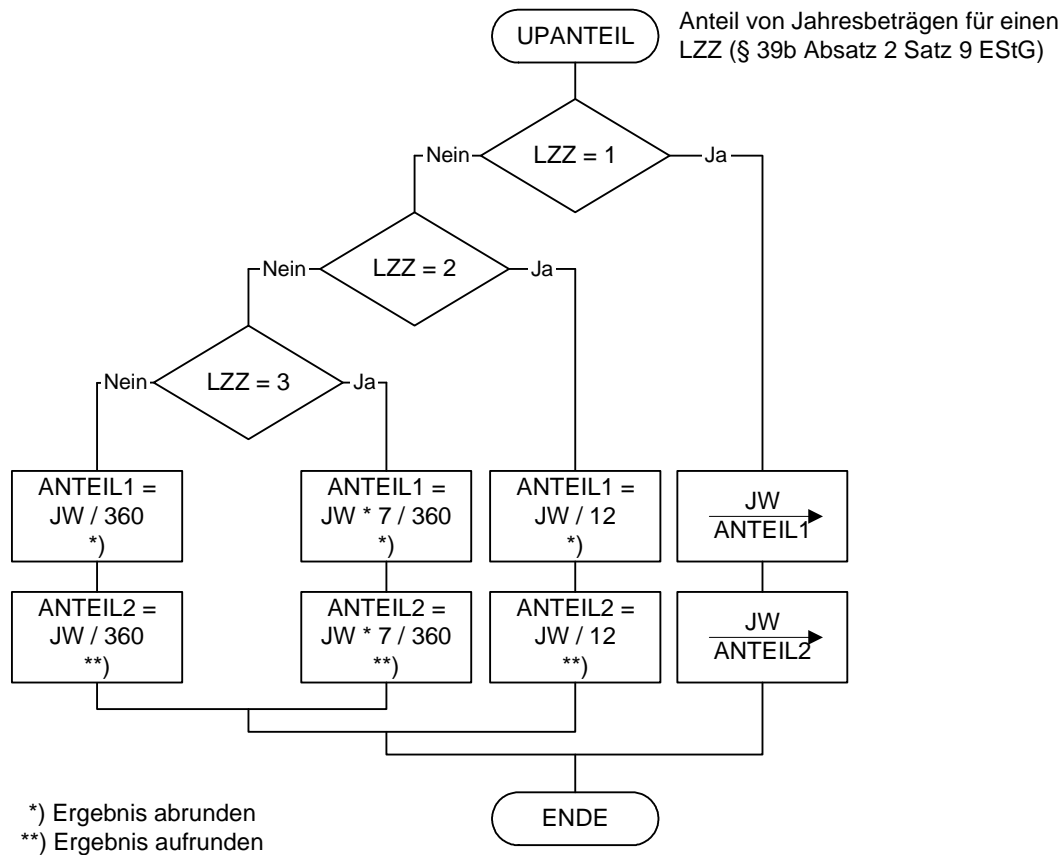 UPANTEIL
Anteil von Jahresbeträgen für einen
LZZ (§ 39b Absatz 2 Satz 9 EStG)
Nein
LZZ = 1
Ja
Nein
LZZ = 2
Ja
Nein
LZZ = 3
Ja
ANTEIL1 =
JW / 360
*)
ANTEIL1 =
JW * 7 / 360
*)
ANTEIL1 =
JW / 12
*)
JW
ANTEIL1
ANTEIL2 =
JW / 360
**)
ANTEIL2 =
JW * 7 / 360
**)
ANTEIL2 =
JW / 12
**)
JW
ANTEIL2
ENDE
*) Ergebnis abrunden
**) Ergebnis aufrunden